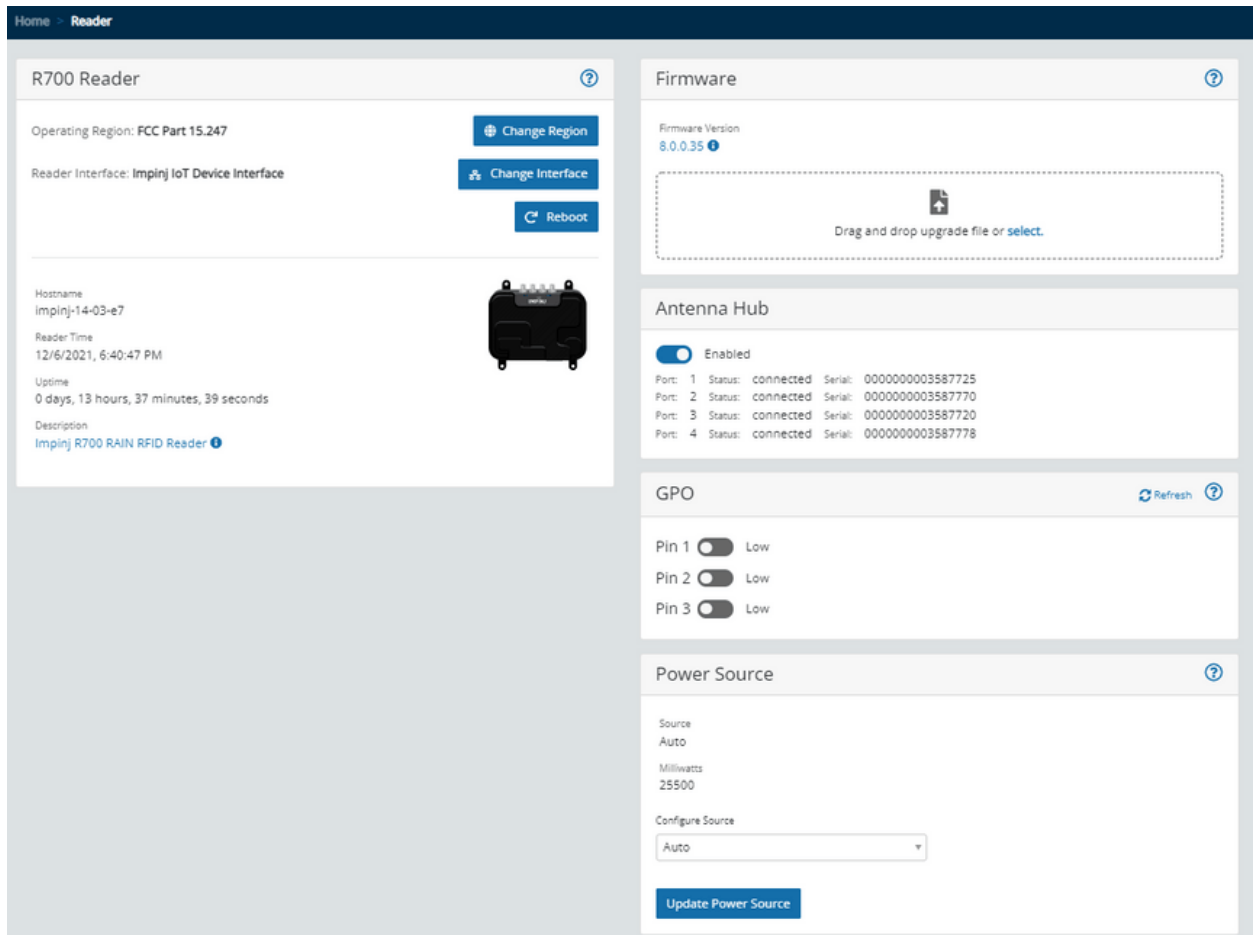 Home > Reader
R700 Reader
Operating Region: FCC Part 15.247
Change Region
Reader Interface: Impinj IoT Device Interface
Change Interface
Reboot
Hostname
impinj-14-03-e7
Reader Time
12/6/2021, 6:40:47 PM
Uptime
0 days, 13 hours, 37 minutes, 39 seconds
Description
Impinj R700 RAIN RFID Reader
Firmware
Firmware Version
8.0.0.35
Drag and drop upgrade file or select.
Antenna Hub
Enabled
Port: 1 Status: connected Serial: 0000000003587725
Port: 2 Status: connected Serial: 0000000003587770
Port: 3 Status: connected Serial: 0000000003587720
Port: 4 Status: connected Serial: 0000000003587778
GPO
Refresh
Pin 1 Low
Pin 2 Low
Pin 3 Low
Power Source
Source
Auto
Milliwatts
25500
Configure Source
Auto
Update Power Source